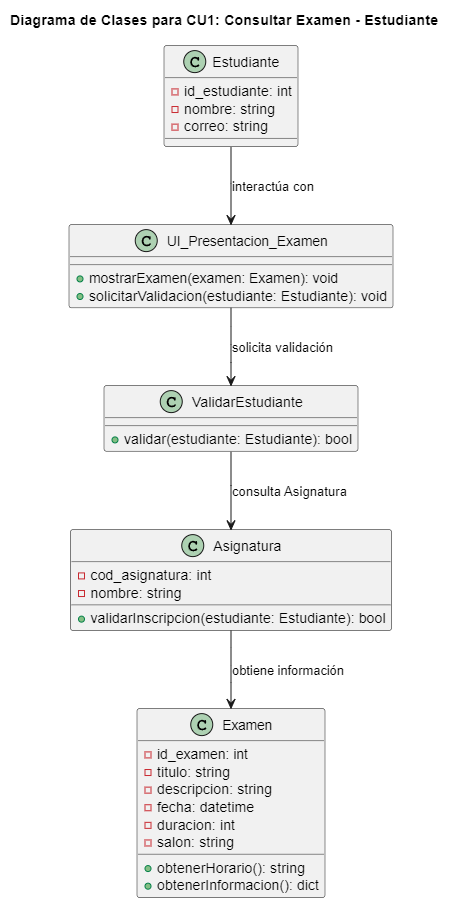 Diagrama de Clases para CU1: Consultar Examen - Estudiante
C Estudiante
id_estudiante: int
nombre: string
correo: string
interactúa con
C UI_Presentacion_Examen
mostrarExamen(examen: Examen): void
solicitarValidacion(estudiante: Estudiante): void
solicita validación
C ValidarEstudiante
validar(estudiante: Estudiante): bool
consulta Asignatura
C Asignatura
cod_asignatura: int
nombre: string
validarInscripcion(estudiante: Estudiante): bool
obtiene información
C Examen
id_examen: int
titulo: string
descripcion: string
fecha: datetime
duracion: int
salon: string
obtenerHorario(): string
obtenerInformacion(): dict